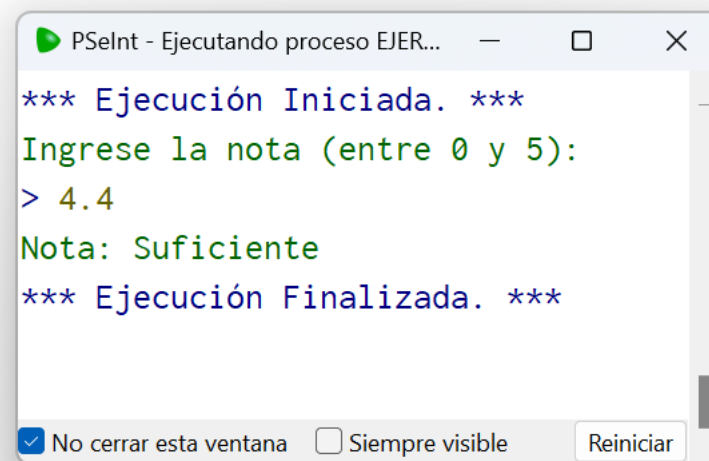 PSeInt - Ejecutando proceso EJER...
*** Ejecución Iniciada. ***
Ingrese la nota (entre 0 y 5):
> 4.4
Nota: Suficiente
*** Ejecución Finalizada. ***
No cerrar esta ventana Siempre visible Reiniciar